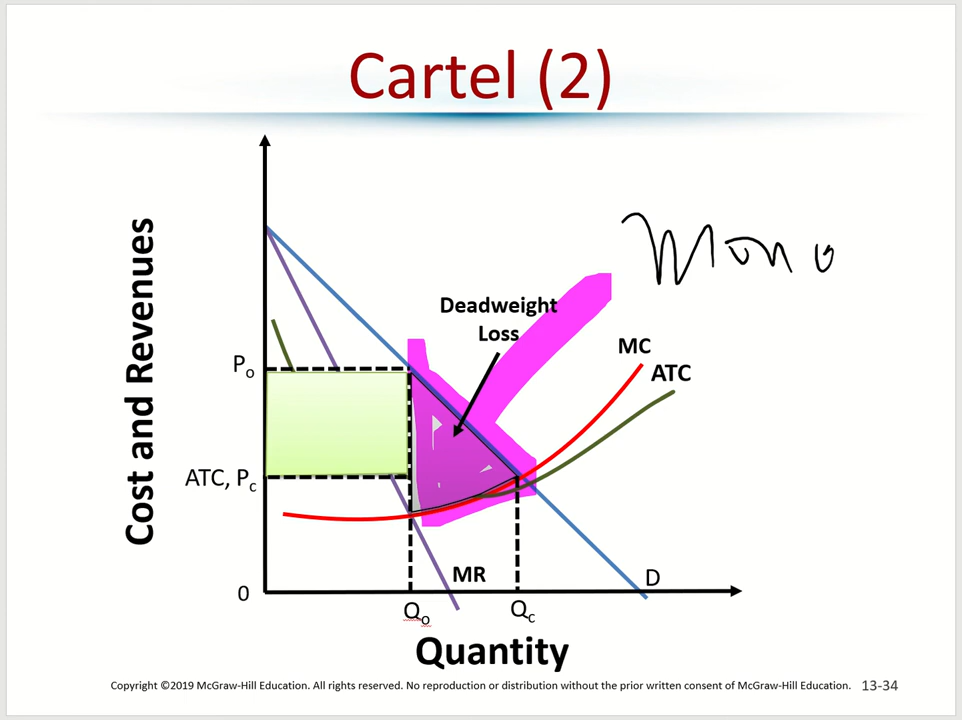 Cartel (2)
Cost and Revenues
Mono
Deadweight
Loss
MC
ATC
Pₒ
ATC, P꜀
MR
D
0
Qₒ
Q꜀
Quantity
Copyright ©2019 McGraw-Hill Education. All rights reserved. No reproduction or distribution without the prior written consent of McGraw-Hill Education. 13-34